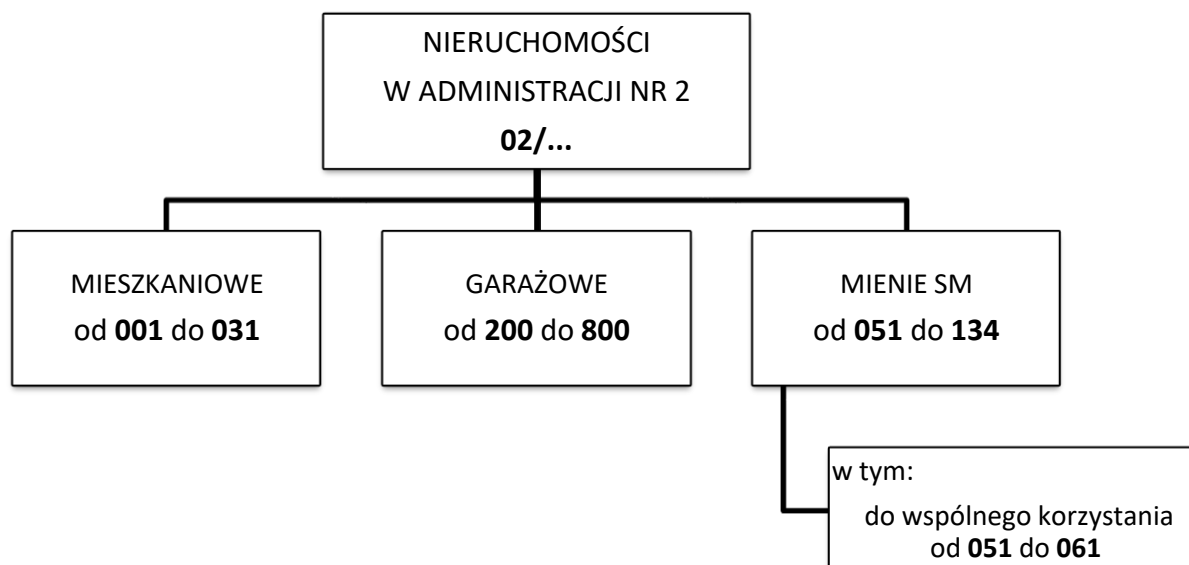 NIERUCHOMOŚCI
W ADMINISTRACJI NR 2
02/...
MIESZKANIOWE
od 001 do 031
GARAŻOWE
od 200 do 800
MIENIE SM
od 051 do 134
w tym:
do wspólnego korzystania
od 051 do 061